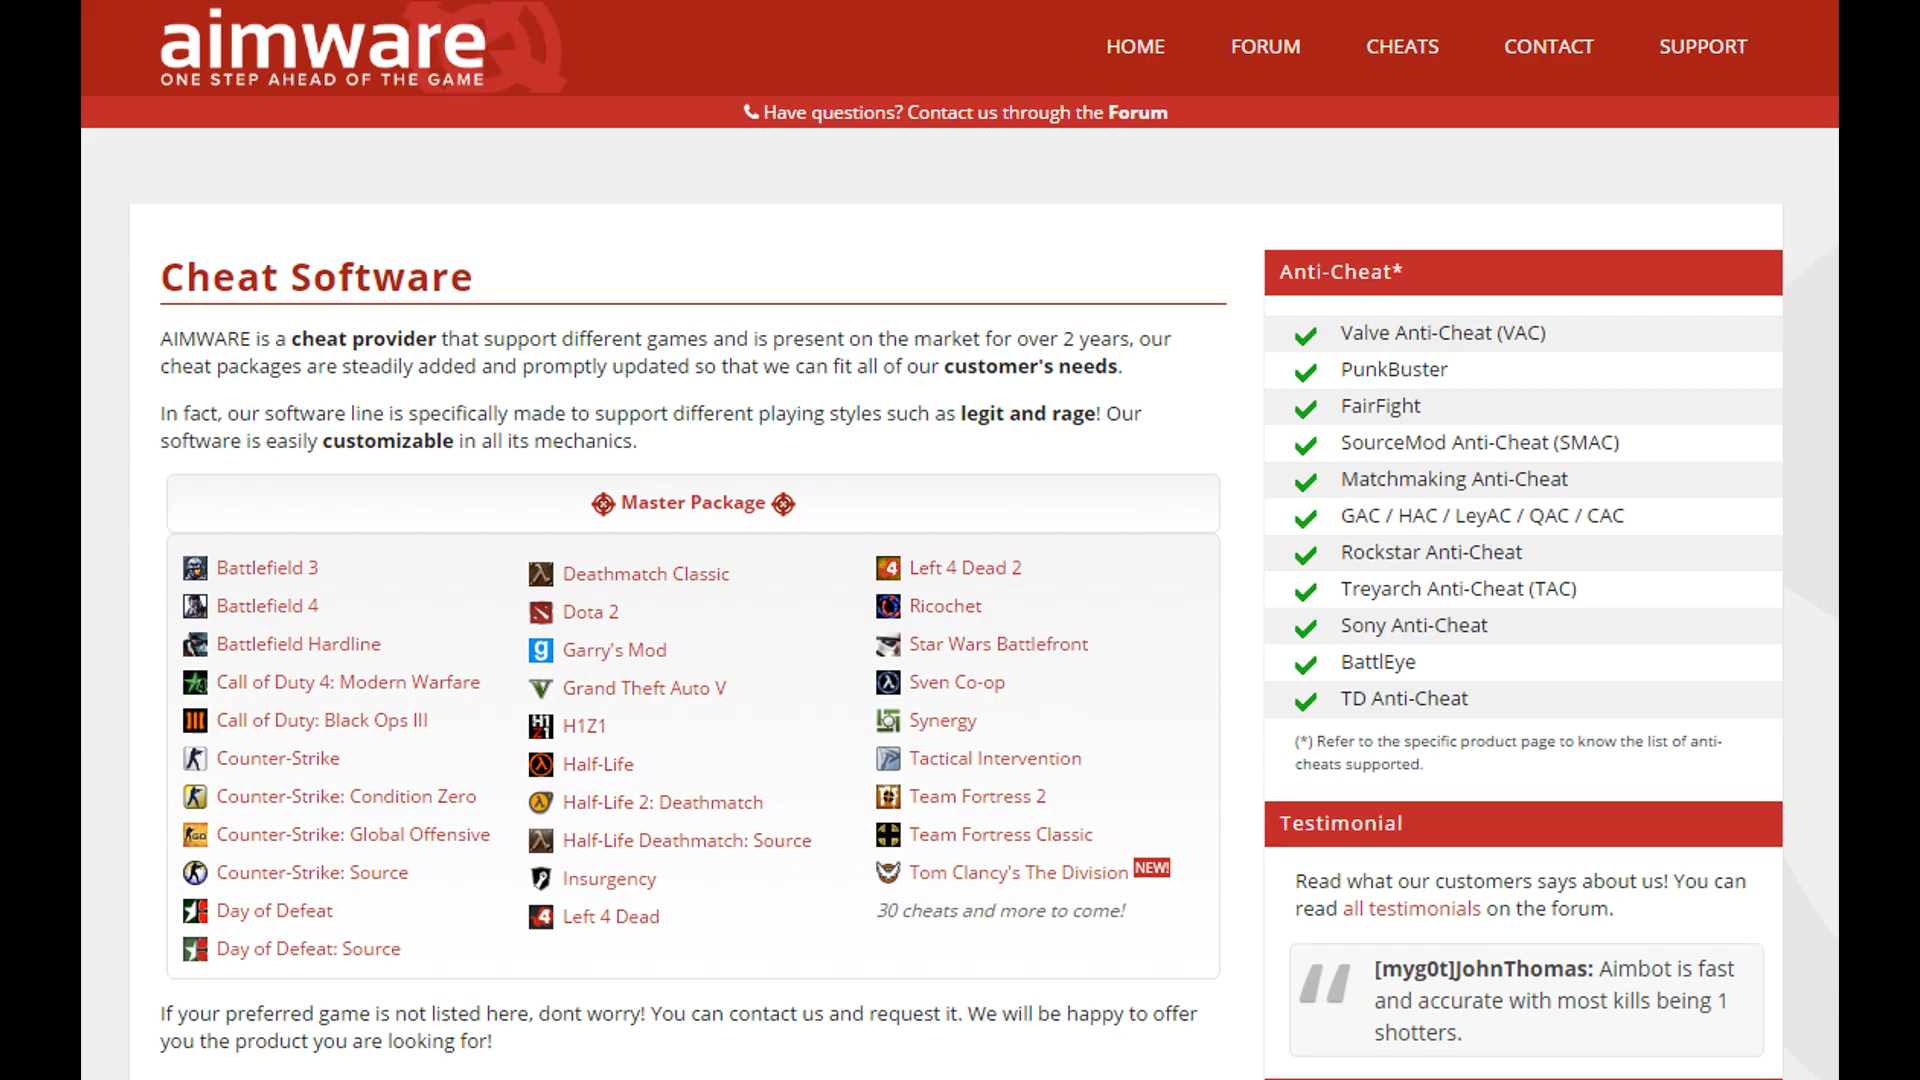 aimware
ONE STEP AHEAD OF THE GAME
HOME
FORUM
CHEATS
CONTACT
SUPPORT
Have questions? Contact us through the Forum
Cheat Software
AIMWARE is a cheat provider that support different games and is present on the market for over 2 years, our
cheat packages are steadily added and promptly updated so that we can fit all of our customer's needs.
In fact, our software line is specifically made to support different playing styles such as legit and rage! Our
software is easily customizable in all its mechanics.
Master Package
Battlefield 3
Battlefield 4
Battlefield Hardline
Call of Duty 4: Modern Warfare
Call of Duty: Black Ops III
Counter-Strike
Counter-Strike: Condition Zero
Counter-Strike: Global Offensive
Counter-Strike: Source
Day of Defeat
Day of Defeat: Source
Deathmatch Classic
Dota 2
Garry's Mod
Grand Theft Auto V
H1Z1
Half-Life
Half-Life 2: Deathmatch
Half-Life Deathmatch: Source
Insurgency
Left 4 Dead
Left 4 Dead 2
Ricochet
Star Wars Battlefront
Sven Co-op
Synergy
Tactical Intervention
Team Fortress 2
Team Fortress Classic
Tom Clancy's The Division NEW!
30 cheats and more to come!
If your preferred game is not listed here, dont worry! You can contact us and request it. We will be happy to offer
you the product you are looking for!
Anti-Cheat*
Valve Anti-Cheat (VAC)
PunkBuster
FairFight
SourceMod Anti-Cheat (SMAC)
Matchmaking Anti-Cheat
GAC / HAC / LeyAC / QAC / CAC
Rockstar Anti-Cheat
Treyarch Anti-Cheat (TAC)
Sony Anti-Cheat
BattlEye
TD Anti-Cheat
(*) Refer to the specific product page to know the list of anti-
cheats supported.
Testimonial
Read what our customers says about us! You can
read all testimonials on the forum.
[myg0t]JohnThomas: Aimbot is fast
and accurate with most kills being 1
shotters.